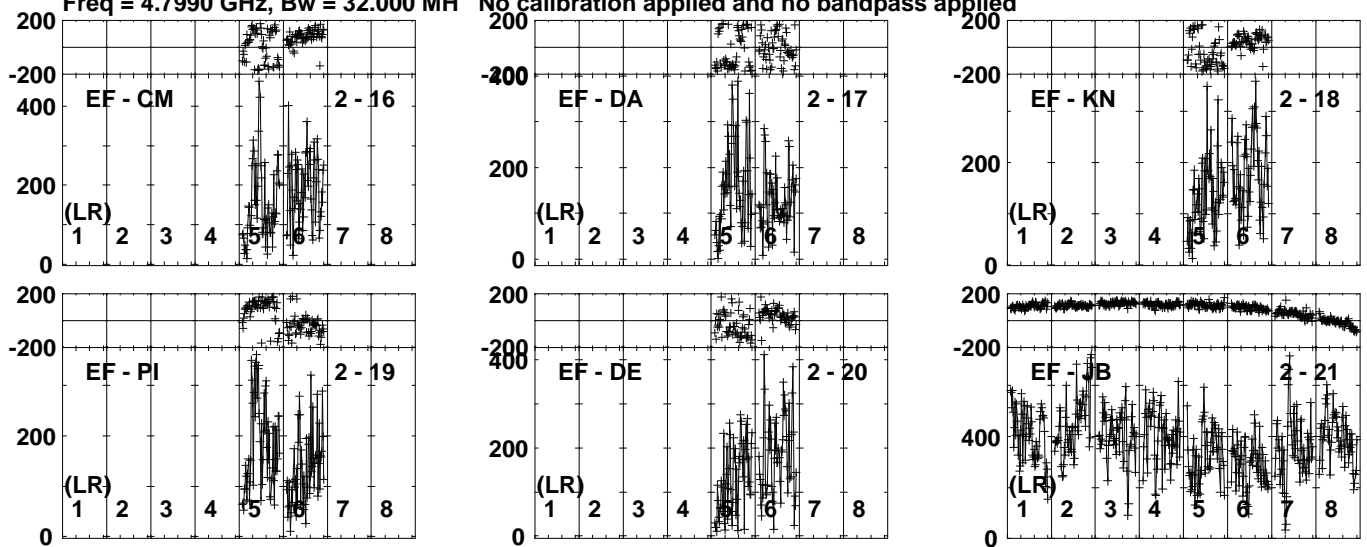 Freq = 4.7990 GHz, Bw = 32.000 MH No calibration applied and no bandpass applied
200
-200
400
200
0
EF - CM 2 - 16
(LR)
1 2 3 4 5 6 7 8
200
-200
400
200
0
EF - DA 2 - 17
(LR)
1 2 3 4 5 6 7 8
200
-200
200
0
EF - KN 2 - 18
(LR)
1 2 3 4 5 6 7 8
200
-200
200
0
EF - PI 2 - 19
(LR)
1 2 3 4 5 6 7 8
200
-200
400
200
0
EF - DE 2 - 20
(LR)
1 2 3 4 5 6 7 8
200
-200
400
0
EF - JB 2 - 21
(LR)
1 2 3 4 5 6 7 8